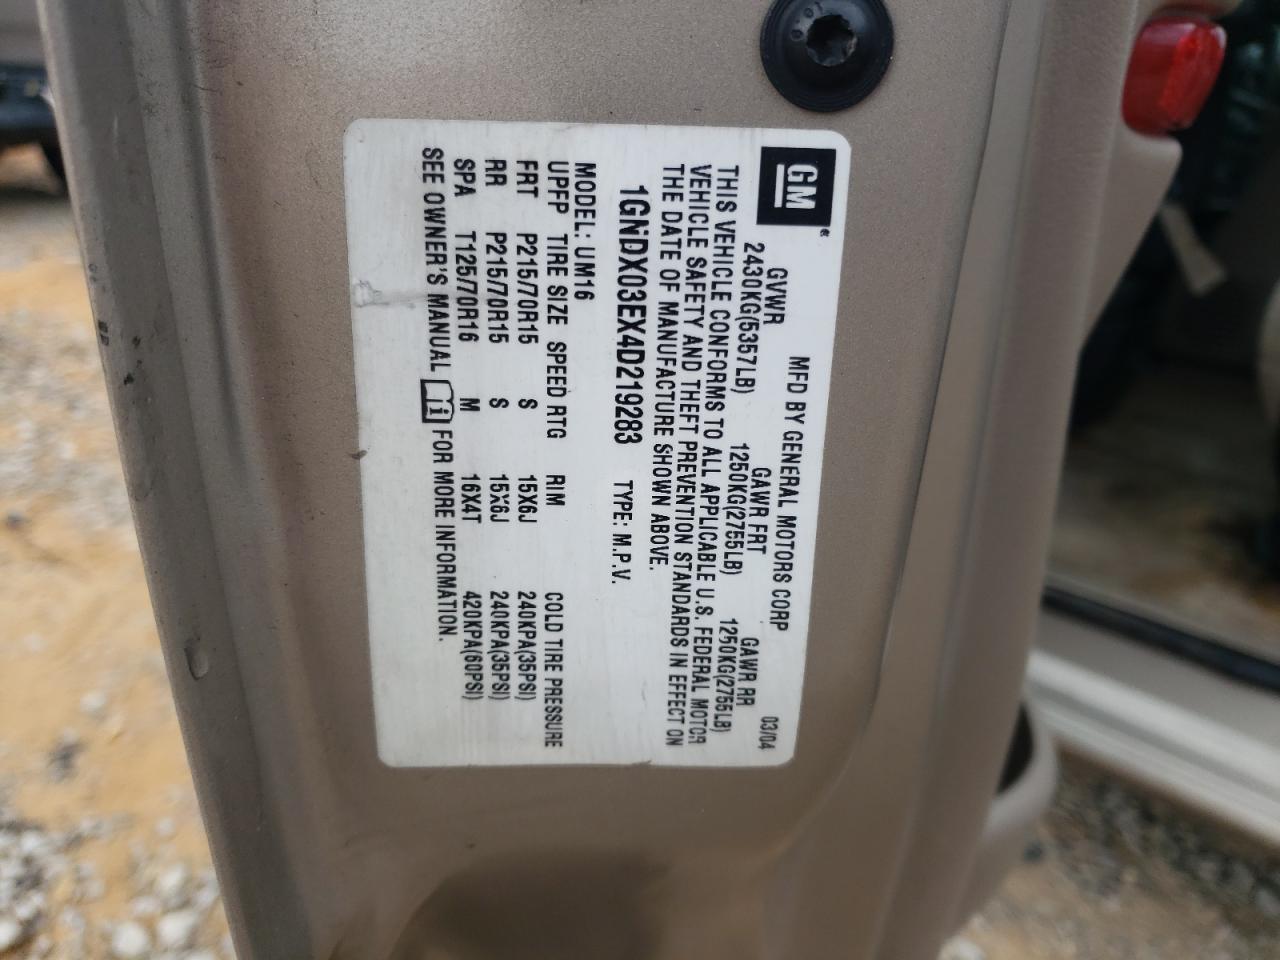 GM
MFD BY GENERAL MOTORS CORP 03/04
GVWR GAWR FRT GAWR RR
2430KG(5357LB) 1250KG(2755LB) 1250KG(2755LB)
THIS VEHICLE CONFORMS TO ALL APPLICABLE U.S. FEDERAL MOTOR
VEHICLE SAFETY AND THEFT PREVENTION STANDARDS IN EFFECT ON
THE DATE OF MANUFACTURE SHOWN ABOVE.
1GNDX03EX4D219283 TYPE: M.P.V.
MODEL: UM16
UPFP TIRE SIZE SPEED RTG RIM COLD TIRE PRESSURE
FRT P215/70R15 S 15X6J 240KPA(35PSI)
RR P215/70R15 S 15X6J 240KPA(35PSI)
SPA T125/70R16 M 16X4T 420KPA(60PSI)
SEE OWNER'S MANUAL FOR MORE INFORMATION.